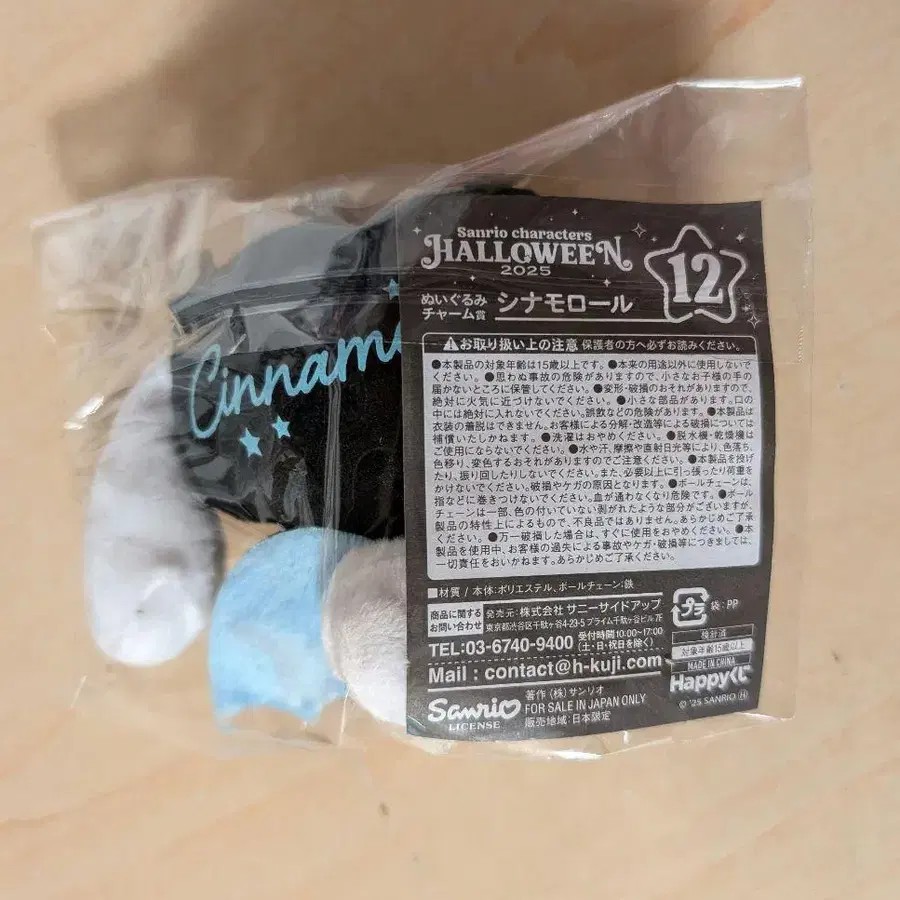 Sanrio characters
HALLOWEEN
2025
12
ぬいぐるみ
チャーム賞 シナモロール
Cinnam
お取り扱い上の注意 保護者の方へ必ずお読みください。
●本製品の対象年齢は15歳以上です。●本来の用途以外に使用しないで
ください。●思わぬ事故の危険がありますので、小さなお子様の手の
届かないところに保管してください。●変形・破損のおそれがありますので、
絶対に火気に近づけないでください。●小さな部品があります。口の
中には絶対に入れないでください。誤飲などの危険があります。●本製品は
衣装の着脱はできません。お客様による分解・改造等による破損については
補償いたしかねます。●洗濯はおやめください。●脱水機・乾燥機は
ご使用にならないでください。●水や汗、摩擦や直射日光等により、色落ち、
色移り、変色するおそれがありますのでご注意ください。●本製品を投げ
たり、振り回したりしないでください。また、必要以上に引っ張ったり荷重を
かけないでください。破損やケガの原因となります。●ボールチェーンは、
指などに巻きつけないでください。血が通わなくなり危険です。●ボール
チェーンは一部、色の付いていない剥がれたような部分がございますが、
製品の特性上によるもので、不良品ではありません。あらかじめご了承
ください。●万一破損した場合は、すぐに使用をおやめください。●本
製品を使用中、お客様の過失による事故やケガ・破損等につきましては、
一切責任をおいかねます。あらかじめご了承ください。
■材質 / 本体:ポリエステル、ボールチェーン:鉄
商品に関する
お問い合わせ
発売元:株式会社 サニーサイドアップ
東京都渋谷区千駄ヶ谷4-23-5 プライム千駄ヶ谷ビル7F
TEL:03-6740-9400 受付時間10:00~17:00
(土・日・祝日を除く)
Mail : contact@h-kuji.com
プラ 袋:PP
検針済
対象年齢15歳以上
MADE IN CHINA
Happyくじ
© '25 SANRIO Ⓗ
Sanrio
LICENSE
著作 (株) サンリオ
FOR SALE IN JAPAN ONLY
販売地域:日本限定